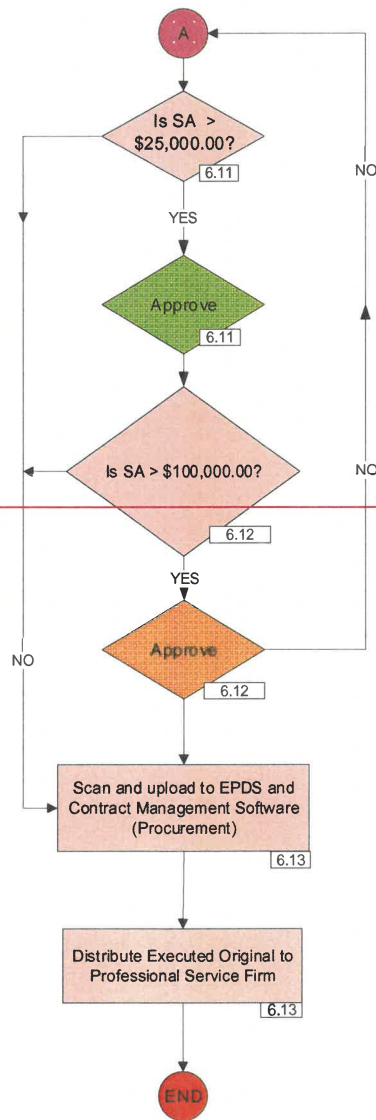 A
Is SA >
$25,000.00?
6.11
NO
YES
Approve
6.11
NO
Is SA > $100,000.00?
6.12
YES
Approve
6.12
NO
Scan and upload to EPDS and
Contract Management Software
(Procurement)
6.13
Distribute Executed Original to
Professional Service Firm
6.13
END